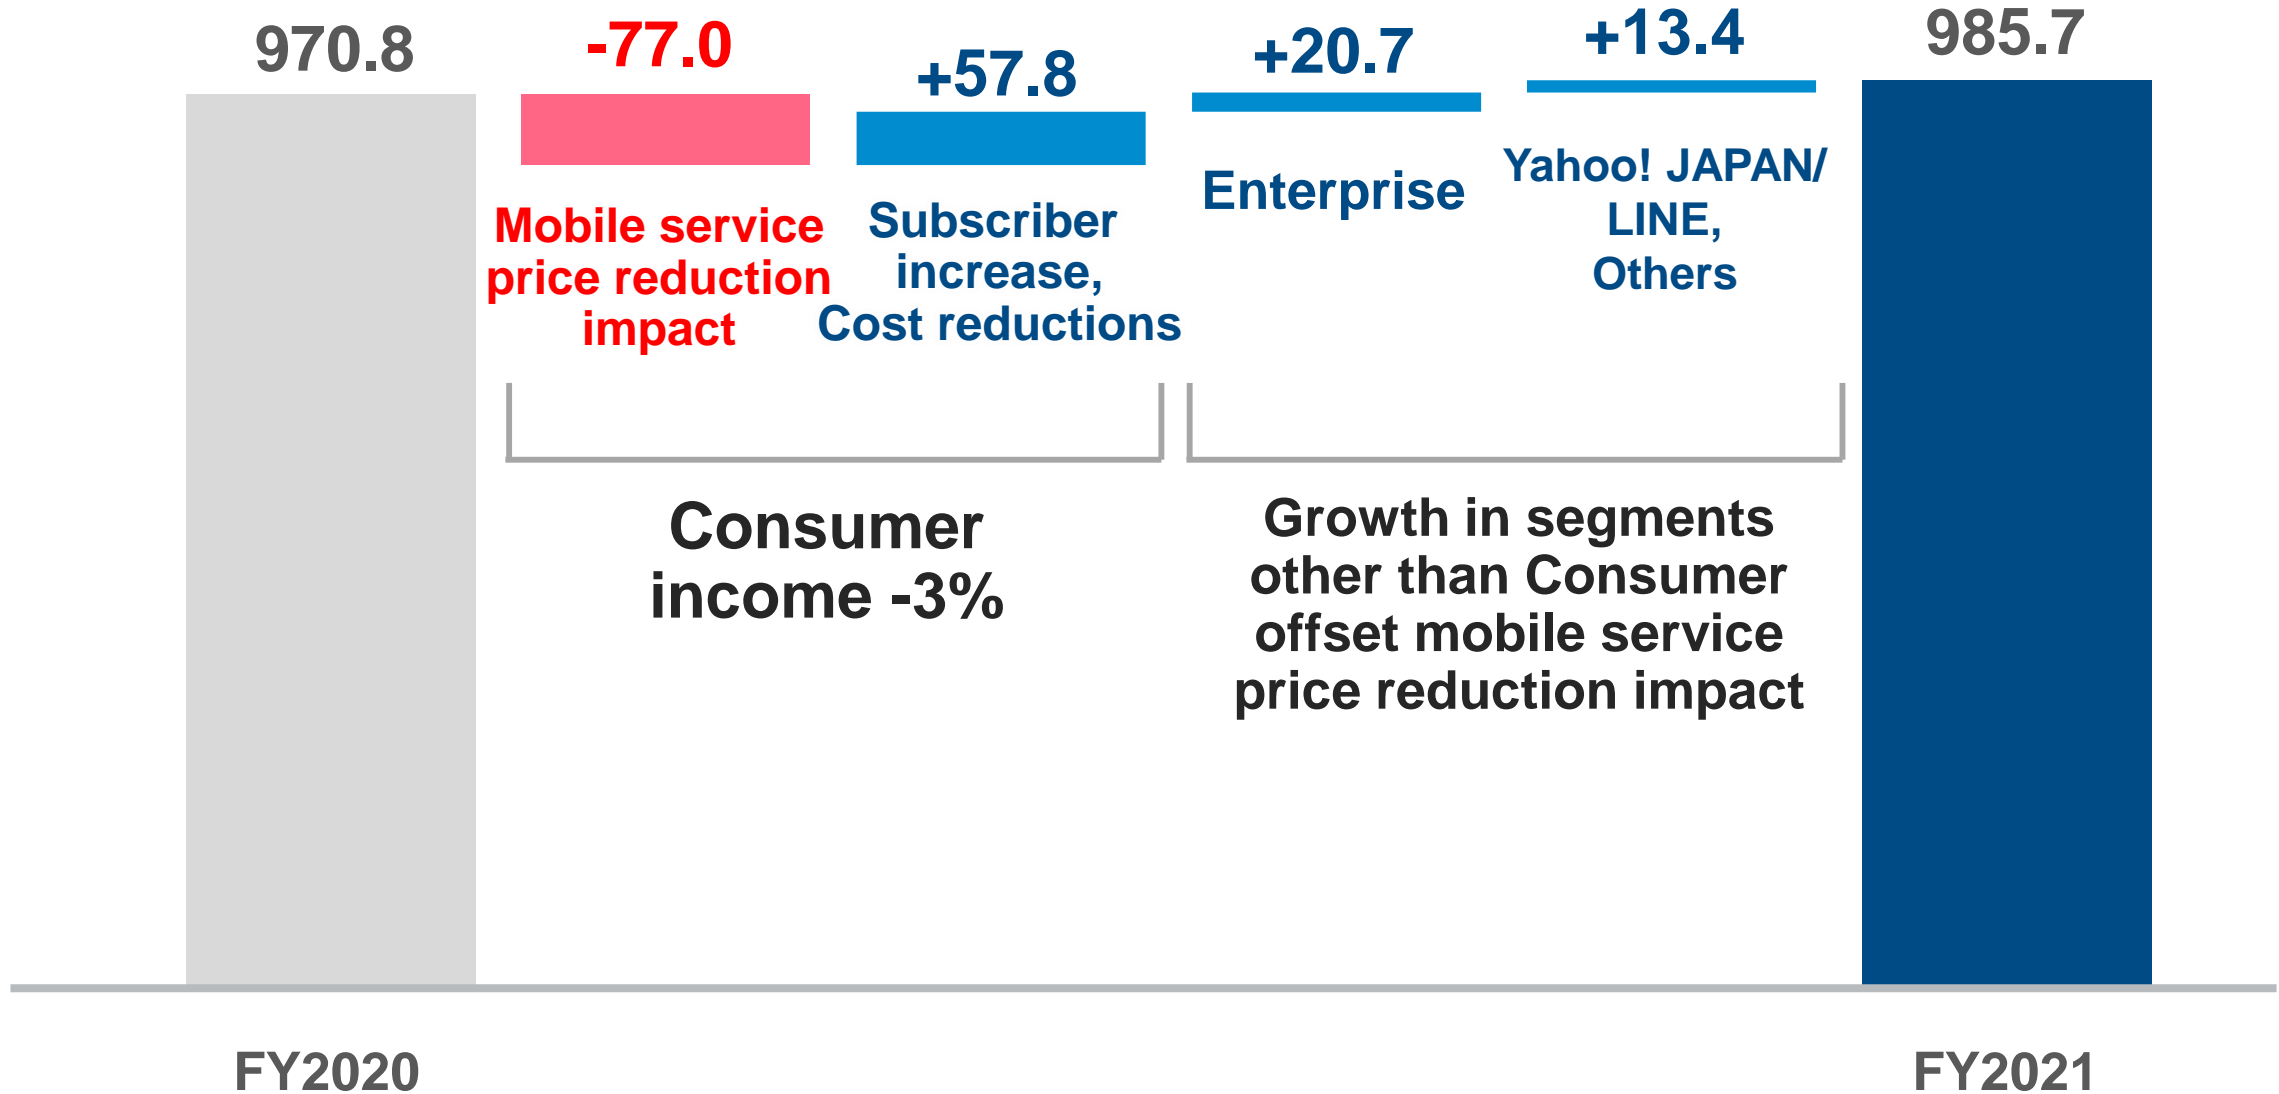 970.8
-77.0
+57.8
+20.7
+13.4
985.7
Mobile service
price reduction
impact
Subscriber
increase,
Cost reductions
Enterprise
Yahoo! JAPAN/
LINE,
Others
Consumer
income -3%
Growth in segments
other than Consumer
offset mobile service
price reduction impact
FY2020
FY2021